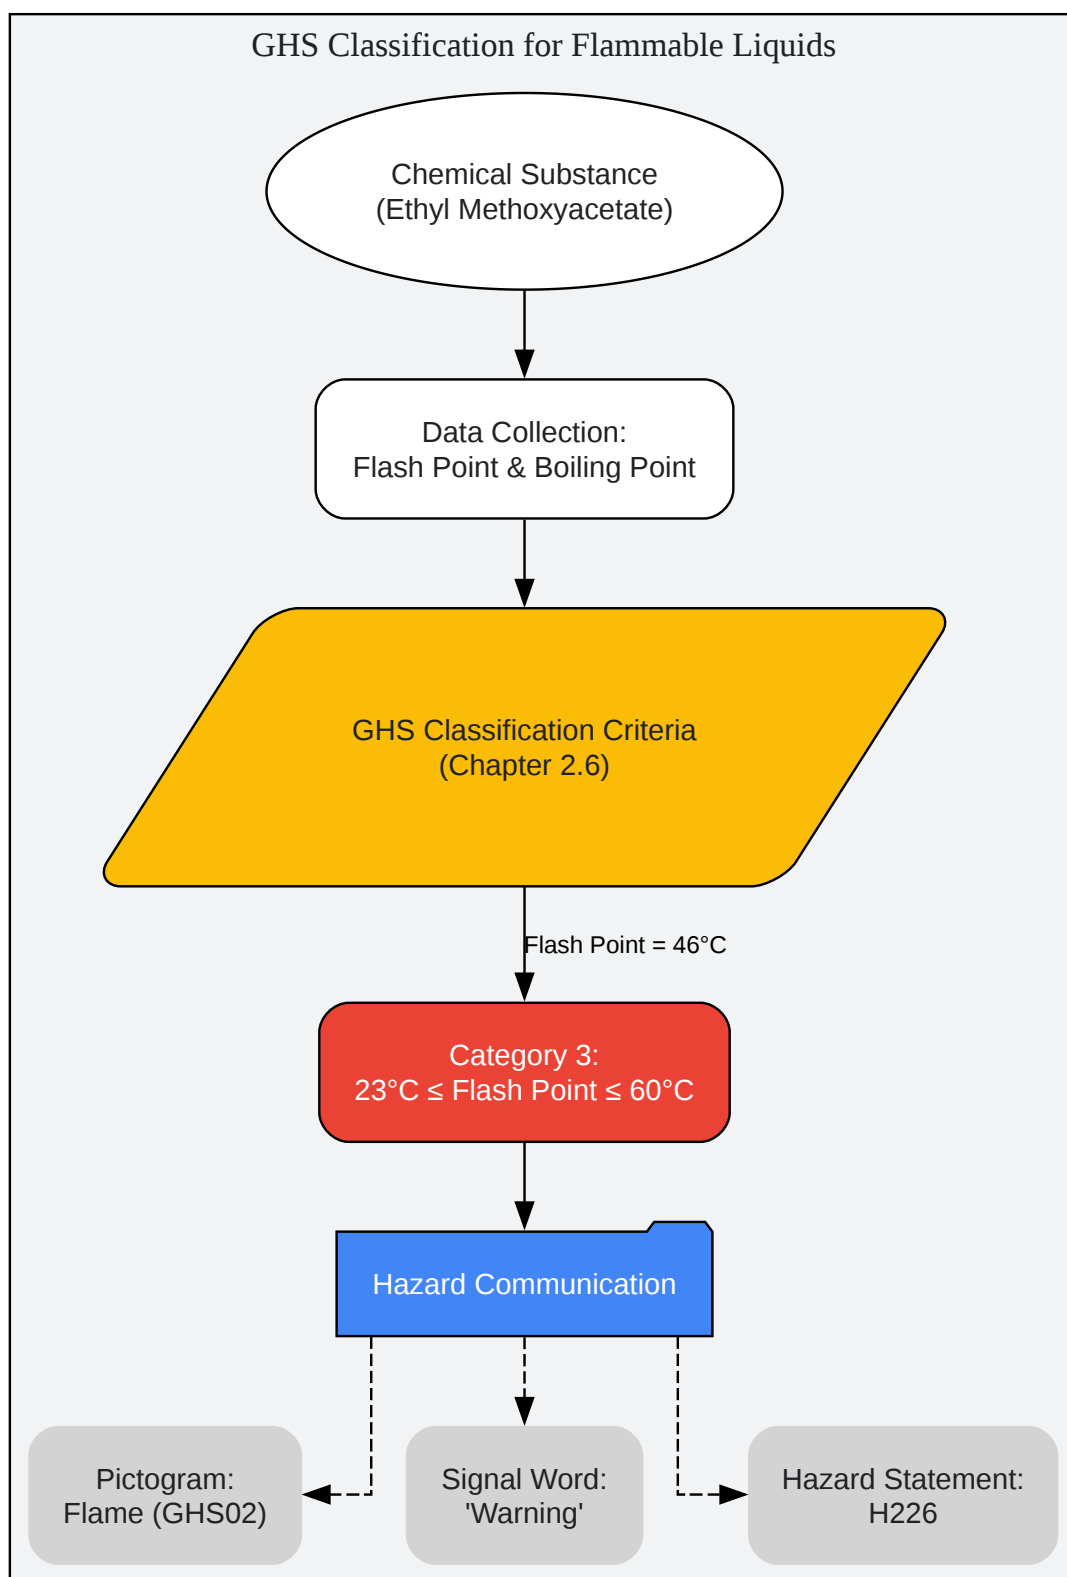 GHS Classification for Flammable Liquids
Chemical Substance
(Ethyl Methoxyacetate)
Data Collection:
Flash Point & Boiling Point
GHS Classification Criteria
(Chapter 2.6)
Flash Point = 46°C
Category 3:
23°C ≤ Flash Point ≤ 60°C
Hazard Communication
Pictogram:
Flame (GHS02)
Signal Word:
'Warning'
Hazard Statement:
H226